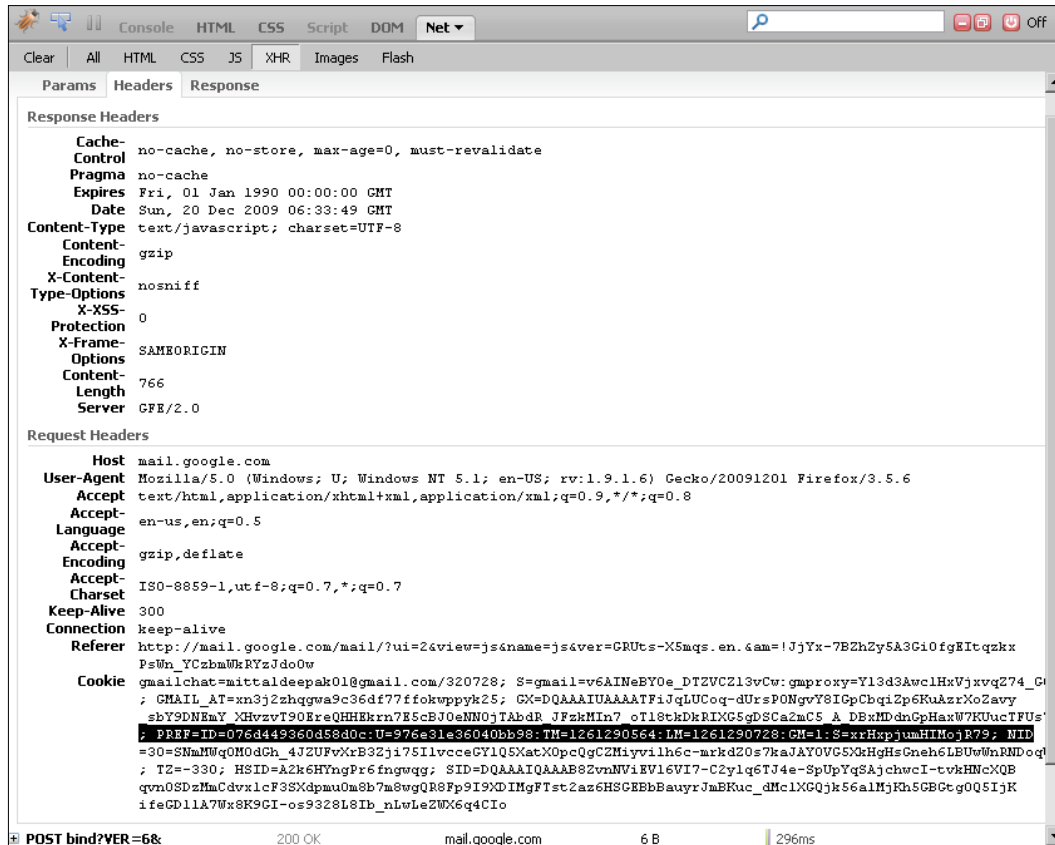 Console HTML CSS Script DOM Net Off
Clear All HTML CSS JS XHR Images Flash
Params Headers Response
Response Headers
Cache-Control no-cache, no-store, max-age=0, must-revalidate
Pragma no-cache
Expires Fri, 01 Jan 1990 00:00:00 GMT
Date Sun, 20 Dec 2009 06:33:49 GMT
Content-Type text/javascript; charset=UTF-8
Content-Encoding gzip
X-Content-Type-Options nosniff
X-XSS-Protection 0
X-Frame-Options SAMEORIGIN
Content-Length 766
Server GFE/2.0
Request Headers
Host mail.google.com
User-Agent Mozilla/5.0 (Windows; U; Windows NT 5.1; en-US; rv:1.9.1.6) Gecko/20091201 Firefox/3.5.6
Accept text/html,application/xhtml+xml,application/xml;q=0.9,*/*;q=0.8
Accept-Language en-us,en;q=0.5
Accept-Encoding gzip,deflate
Accept-Charset ISO-8859-1,utf-8;q=0.7,*;q=0.7
Keep-Alive 300
Connection keep-alive
Referer http://mail.google.com/mail/?ui=2&view=js&name=js&ver=GRUts-X5mqs.en.&am=!JjYx-7BZhZy5A3GiOfgEItqzkx
PsWn_YCzbmWkRYzJdoOw
Cookie gmailchat=mittaldeepak01@gmail.com/320728; S=gmail=v6AINeBY0e_DTZVCZ13vCw:gmproxy=Yl3d3AwclHxVjxvqZ74_
; GMAIL_AT=xn3j2zhqgwa9c36df77ffokwppyk25; GX=DQAAAIUAAAATFiJqLUCoq-dUrsPONgvY8IGpCbqiZp6KuAzrXoZavy
_sbY9DNEmY_XHvzvT9OEreQHHEkrn7E5cBJ0eNNOjTAbdR_JFzkMIn7_oTl8tkDkRIXG5gDSCa2mC5_A_DBxMDdnGpHaxW7KUucTFUs
; PREF=ID=076d449360d58d0c:U=976e31e36040bb98:TM=1261290564:LM=1261290728:GM=1:S=xrHxpjumHIMojR79; NID
=30=SNmMWqOMOdGh_4JZUFvXrB3Zji75IlvcceGYlQ5XatXOpcQgCZMiyvilh6c-mrkdZ0s7kaJAY0VG5XkHgHsGneh6LBUwWnRNDoq
; TZ=-330; HSID=A2k6HYngPr6fngwqg; SID=DQAAAIQAAAB8ZvnNViEVl6VI7-C2ylq6TJ4e-SpUpYqSAjchwcI-tvkHNcXQB
qvnOSDzMmCdvxlcF3SXdpmu0m8b7m8wgQR8Fp9I9XDIMgFTst2az6HSGEBbBauyrJmBKuc_dMclXGQjk56alMjKh5GBGtg0Q5IjK
ifeGDllA7Wx8K9GI-os9328L8Ib_nLwLeZWX6q4CIo
POST bind?VER=6& 200 OK mail.google.com 6 B 296ms